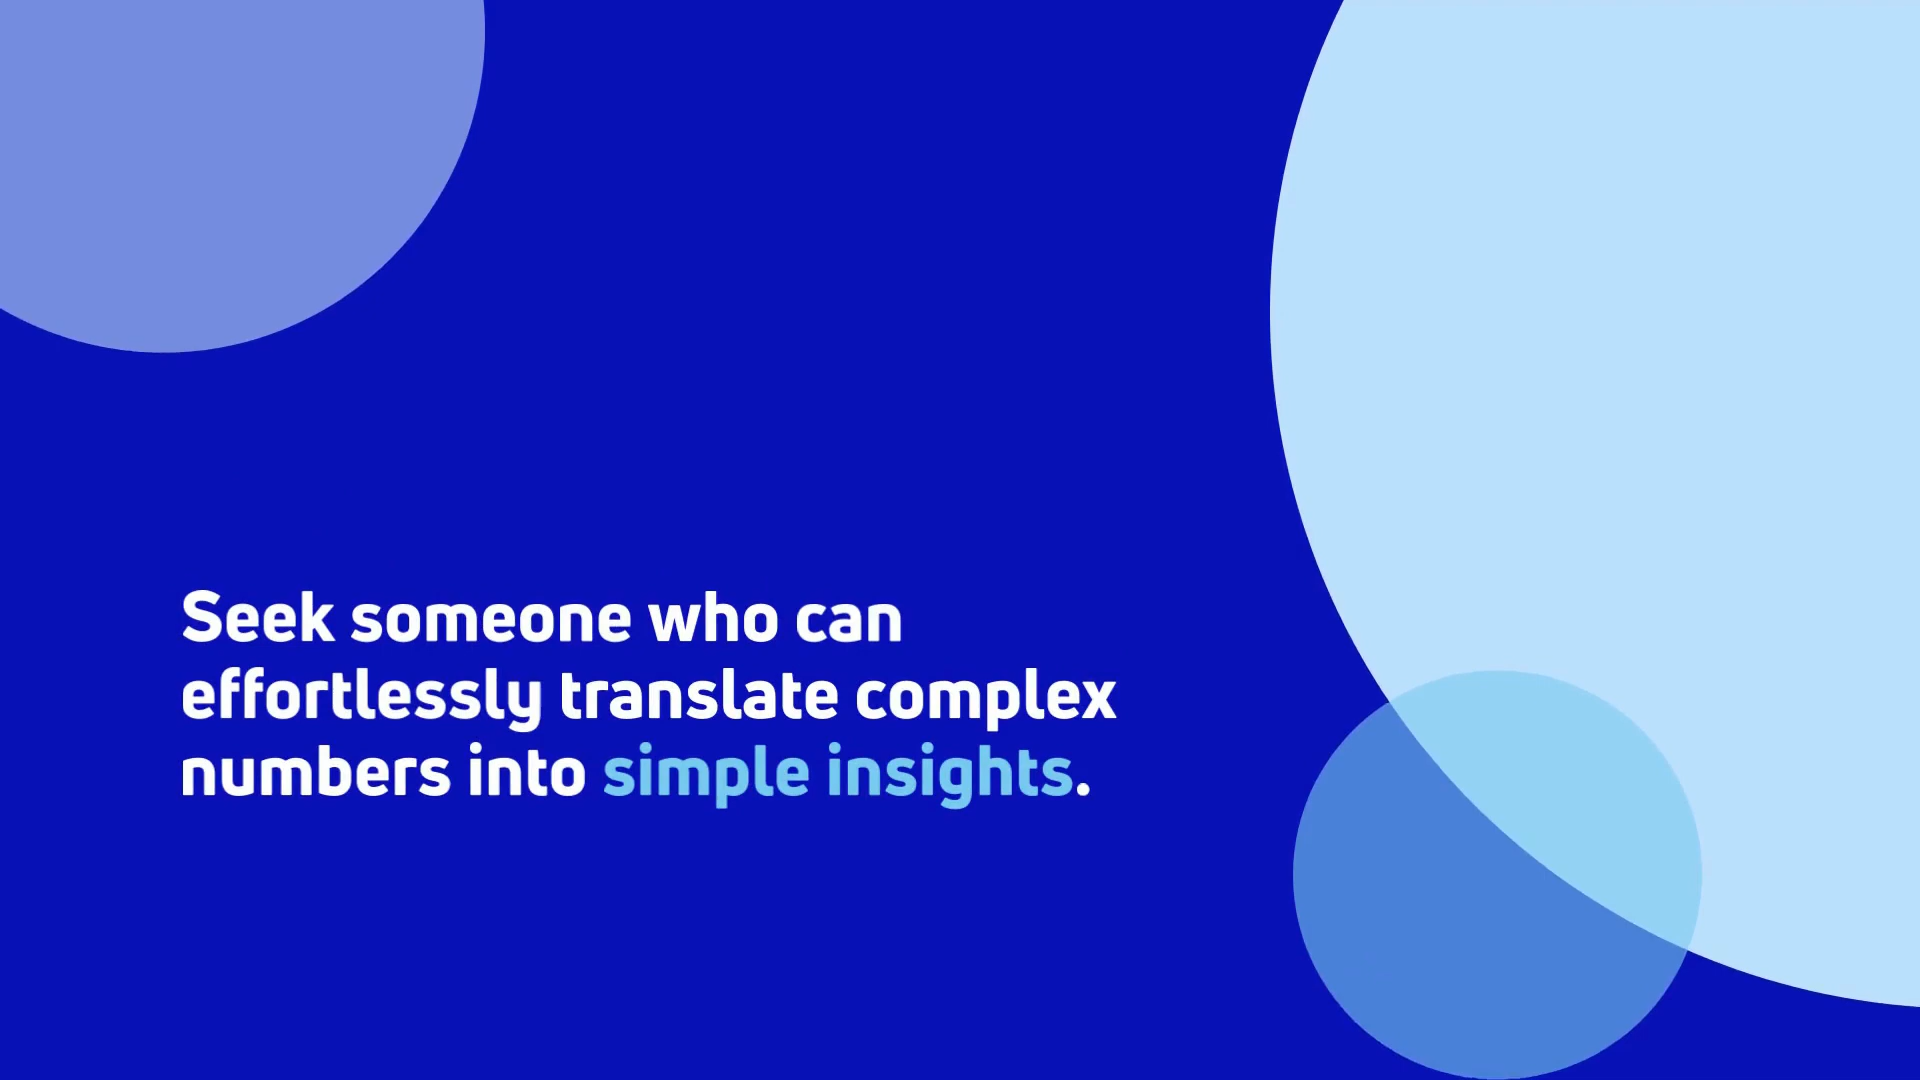 Seek someone who can
effortlessly translate complex
numbers into simple insights.